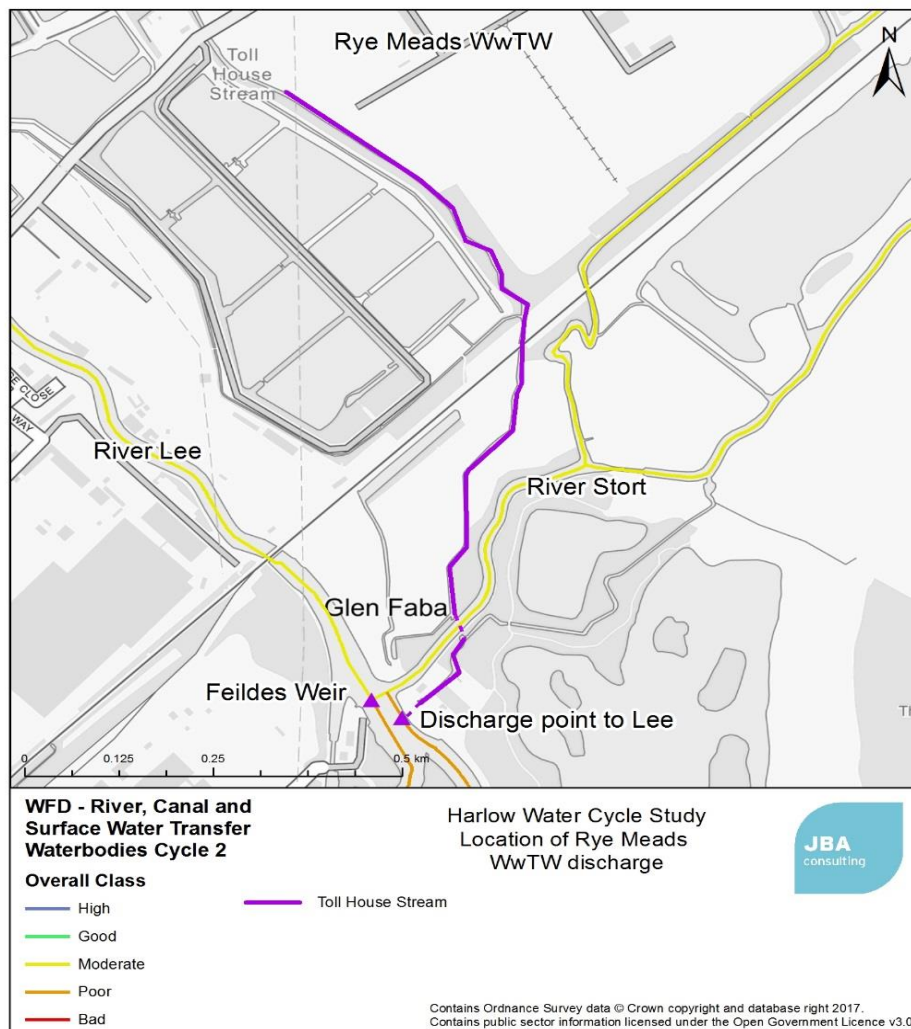 Rye Meads WwTW
Toll
House
Stream
N
River Lee
RE CLOSE
WAY
River Stort
Glen Faba
Feildes Weir
Discharge point to Lee
Th
0 0.125 0.25 0.5 km
WFD - River, Canal and
Surface Water Transfer
Waterbodies Cycle 2
Overall Class
High
Good
Moderate
Poor
Bad
Toll House Stream
Harlow Water Cycle Study
Location of Rye Meads
WwTW discharge
JBA
consulting
Contains Ordnance Survey data © Crown copyright and database right 2017.
Contains public sector information licensed under the Open Government Licence v3.0